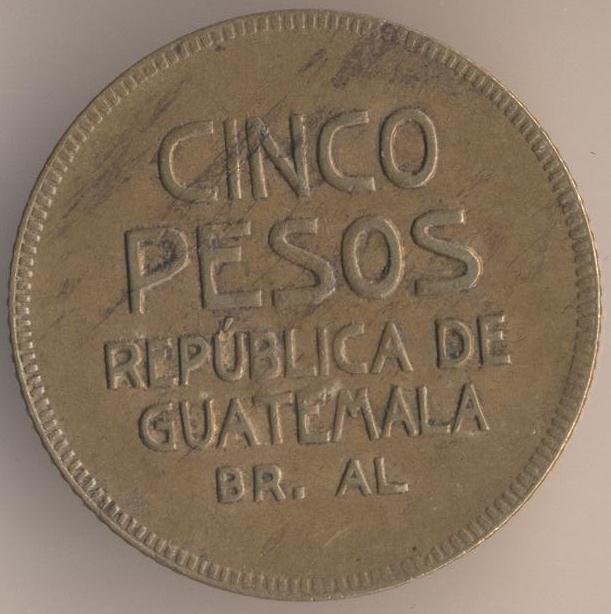 CINCO
PESOS
REPÚBLICA DE
GUATEMALA
BR. AL